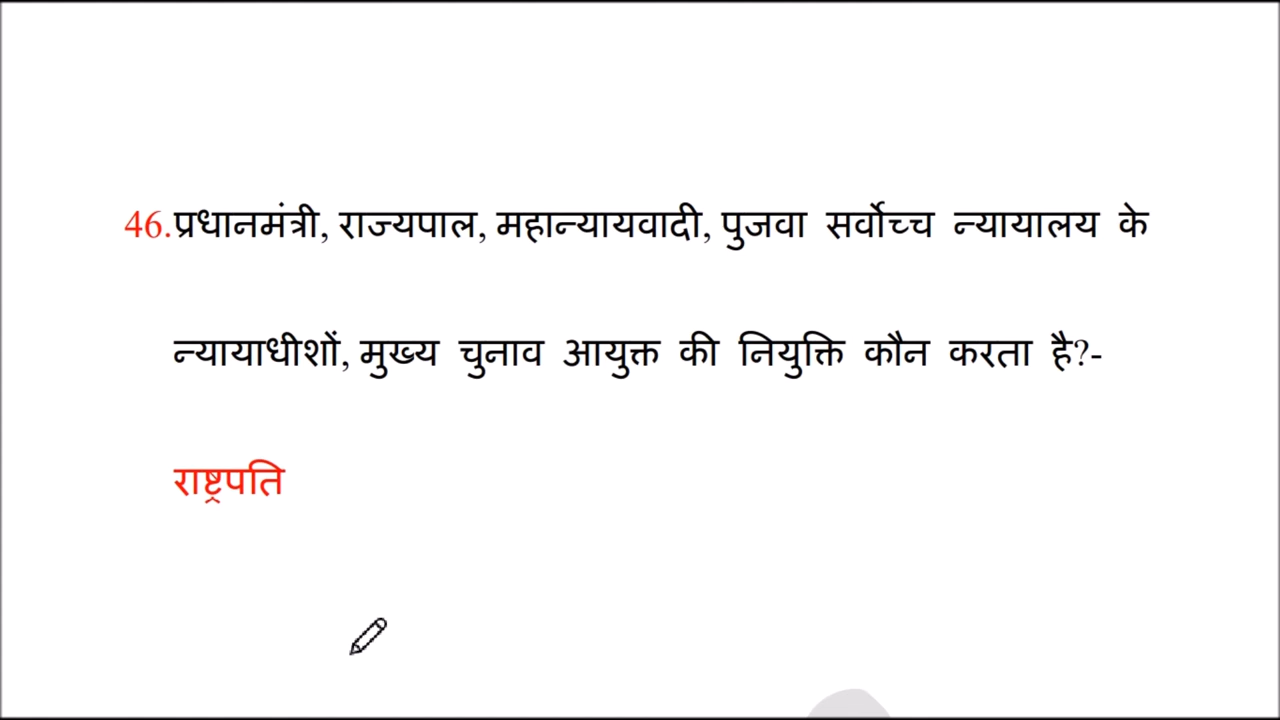 46.प्रधानमंत्री, राज्यपाल, महान्यायवादी, पुजवा सर्वोच्च न्यायालय के
न्यायाधीशों, मुख्य चुनाव आयुक्त की नियुक्ति कौन करता है?-
राष्ट्रपति